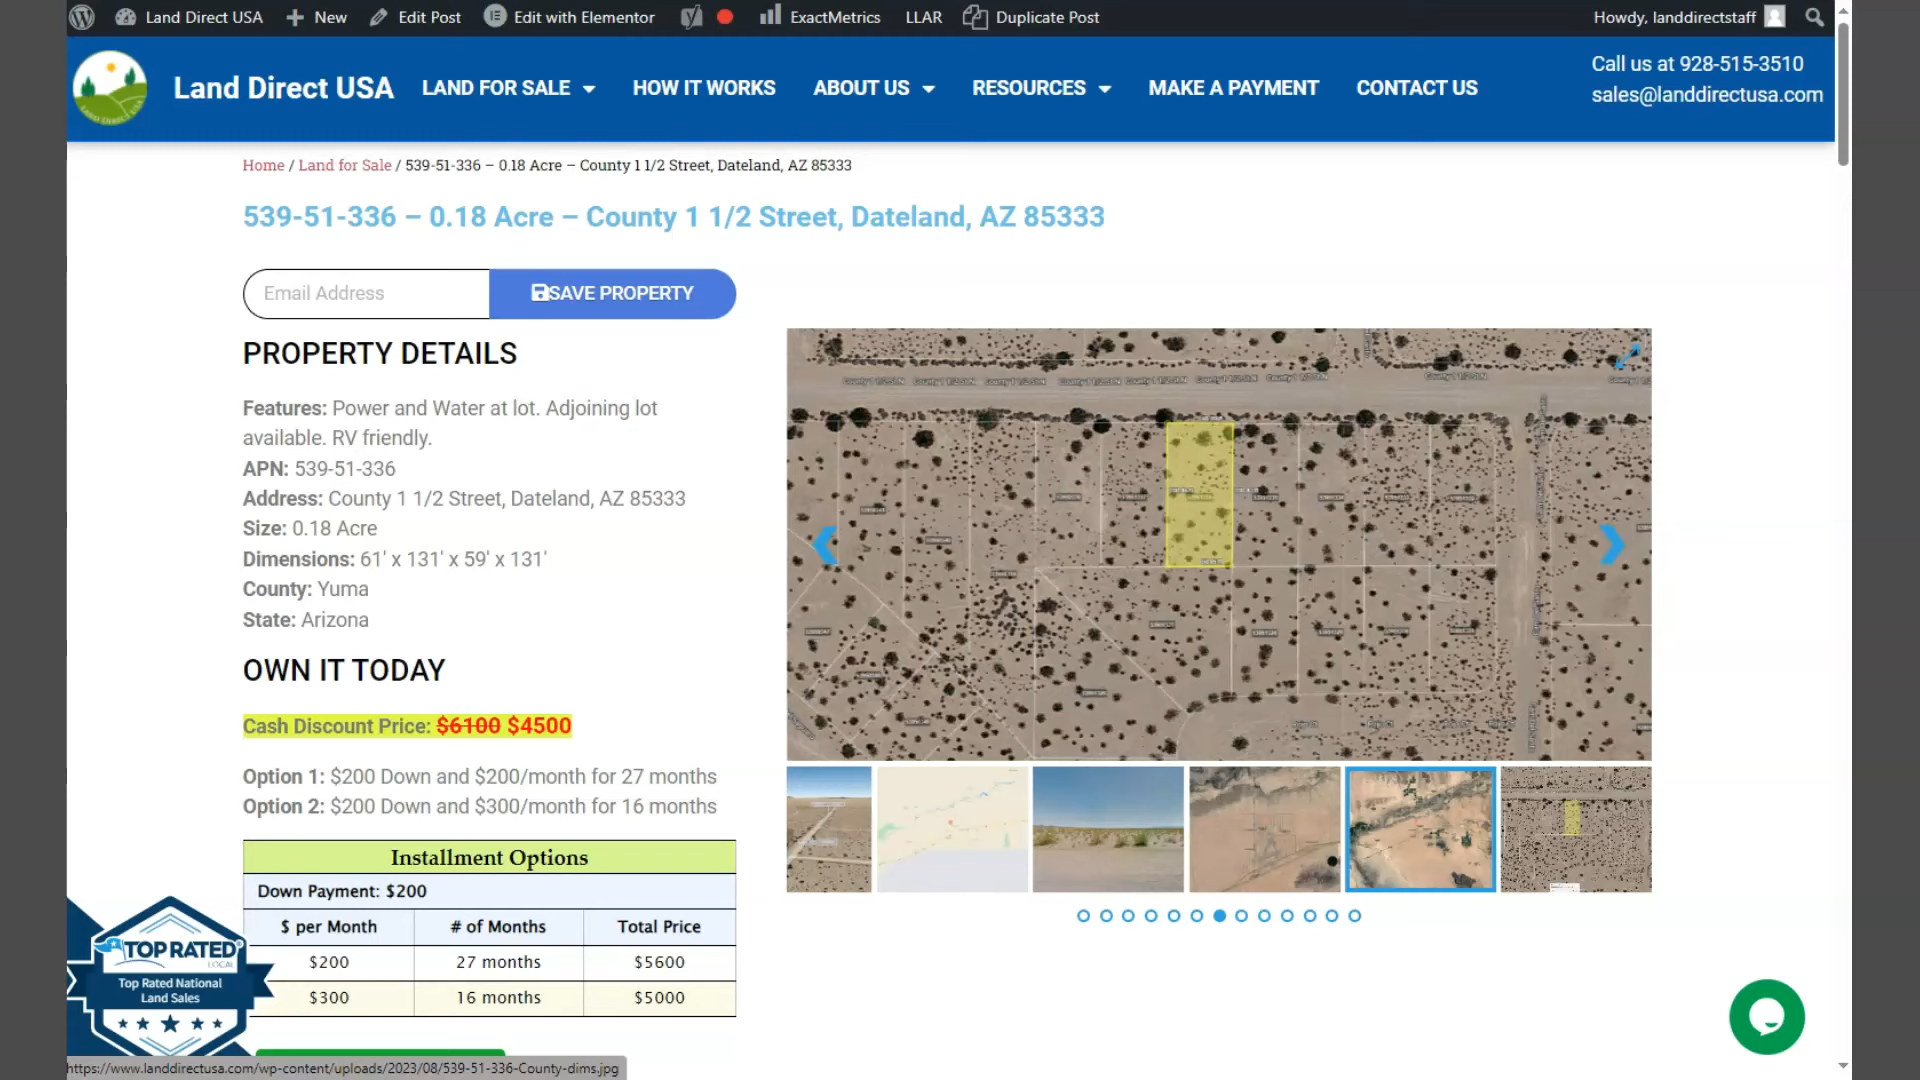 Land Direct USA
New
Edit Post
Edit with Elementor
ExactMetrics
LLAR
Duplicate Post
Howdy, landdirectstaff
Land Direct USA
LAND FOR SALE
HOW IT WORKS
ABOUT US
RESOURCES
MAKE A PAYMENT
CONTACT US
Call us at 928-515-3510
sales@landdirectusa.com
Home / Land for Sale / 539-51-336 – 0.18 Acre – County 1 1/2 Street, Dateland, AZ 85333
539-51-336 – 0.18 Acre – County 1 1/2 Street, Dateland, AZ 85333
Email Address
SAVE PROPERTY
PROPERTY DETAILS
Features: Power and Water at lot. Adjoining lot
available. RV friendly.
APN: 539-51-336
Address: County 1 1/2 Street, Dateland, AZ 85333
Size: 0.18 Acre
Dimensions: 61' x 131' x 59' x 131'
County: Yuma
State: Arizona
OWN IT TODAY
Cash Discount Price: $6100 $4500
Option 1: $200 Down and $200/month for 27 months
Option 2: $200 Down and $300/month for 16 months
Installment Options
Down Payment: $200
$ per Month # of Months Total Price
$200 27 months $5600
$300 16 months $5000
TOP RATED
LOCAL
Top Rated National
Land Sales
https://www.landdirectusa.com/wp-content/uploads/2023/08/539-51-336-County-dims.jpg